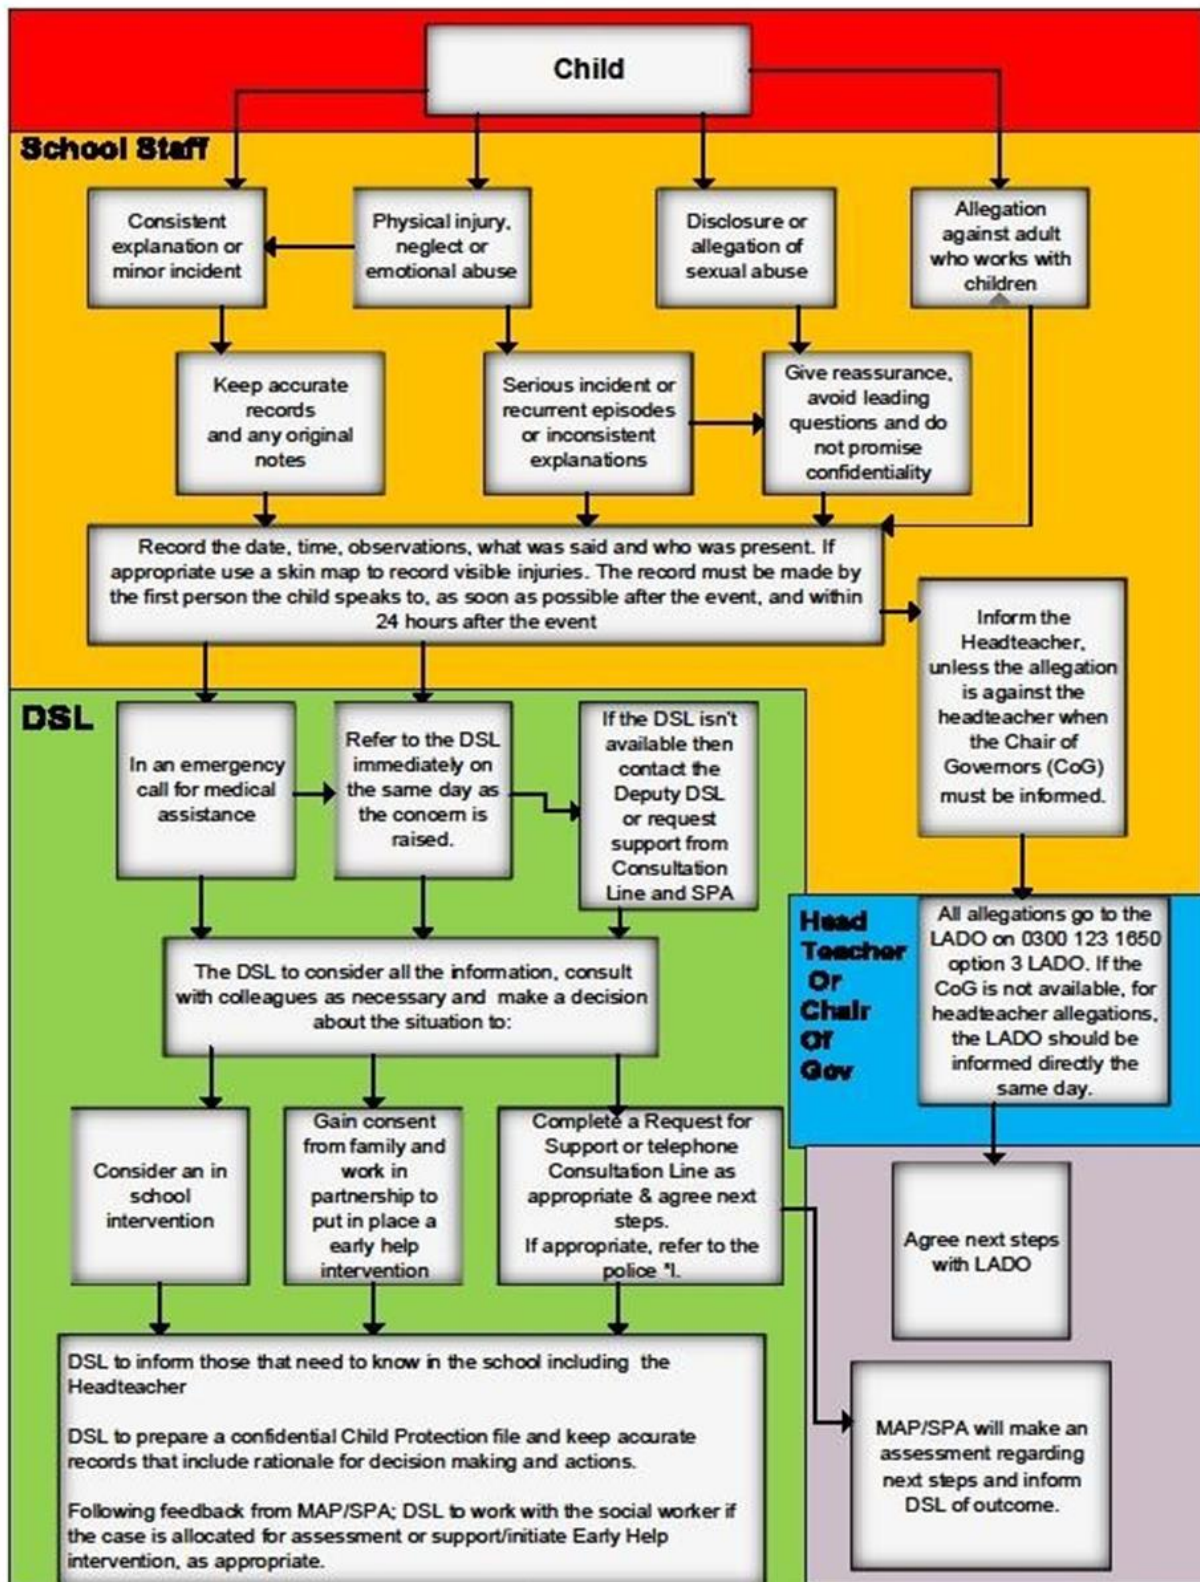 Child
School Staff
Consistent
explanation or
minor incident
Physical injury,
neglect or
emotional abuse
Disclosure or
allegation of
sexual abuse
Allegation
against adult
who works with
children
Keep accurate
records
and any original
notes
Serious incident or
recurrent episodes
or inconsistent
explanations
Give reassurance,
avoid leading
questions and do
not promise
confidentiality
Record the date, time, observations, what was said and who was present. If
appropriate use a skin map to record visible injuries. The record must be made by
the first person the child speaks to, as soon as possible after the event, and within
24 hours after the event
Inform the
Headteacher,
unless the allegation
is against the
headteacher when
the Chair of
Governors (CoG)
must be informed.
DSL
In an emergency
call for medical
assistance
Refer to the DSL
immediately on
the same day as
the concern is
raised.
If the DSL isn't
available then
contact the
Deputy DSL
or request
support from
Consultation
Line and SPA
Head
Teacher
Or
Chair
Of
Gov
All allegations go to the
LADO on 0300 123 1650
option 3 LADO. If the
CoG is not available, for
headteacher allegations,
the LADO should be
informed directly the
same day.
The DSL to consider all the information, consult
with colleagues as necessary and make a decision
about the situation to:
Consider an in
school
intervention
Gain consent
from family and
work in
partnership to
put in place a
early help
intervention
Complete a Request for
Support or telephone
Consultation Line as
appropriate & agree next
steps.
If appropriate, refer to the
police *I.
Agree next steps
with LADO
DSL to inform those that need to know in the school including the
Headteacher
DSL to prepare a confidential Child Protection file and keep accurate
records that include rationale for decision making and actions.
Following feedback from MAP/SPA; DSL to work with the social worker if
the case is allocated for assessment or support/initiate Early Help
intervention, as appropriate.
MAP/SPA will make an
assessment regarding
next steps and inform
DSL of outcome.